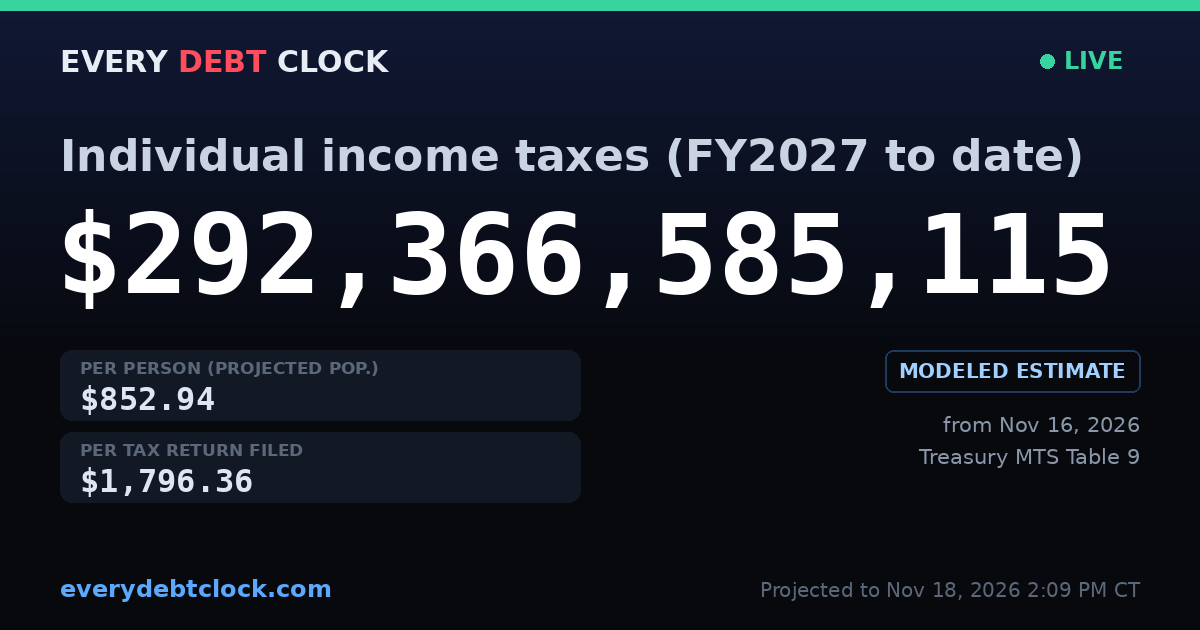 EVERY DEBT CLOCK
LIVE
Individual income taxes (FY2027 to date)
$292,366,585,115
PER PERSON (PROJECTED POP.)
$852.94
PER TAX RETURN FILED
$1,796.36
MODELED ESTIMATE
from Nov 16, 2026
Treasury MTS Table 9
everydebtclock.com
Projected to Nov 18, 2026 2:09 PM CT